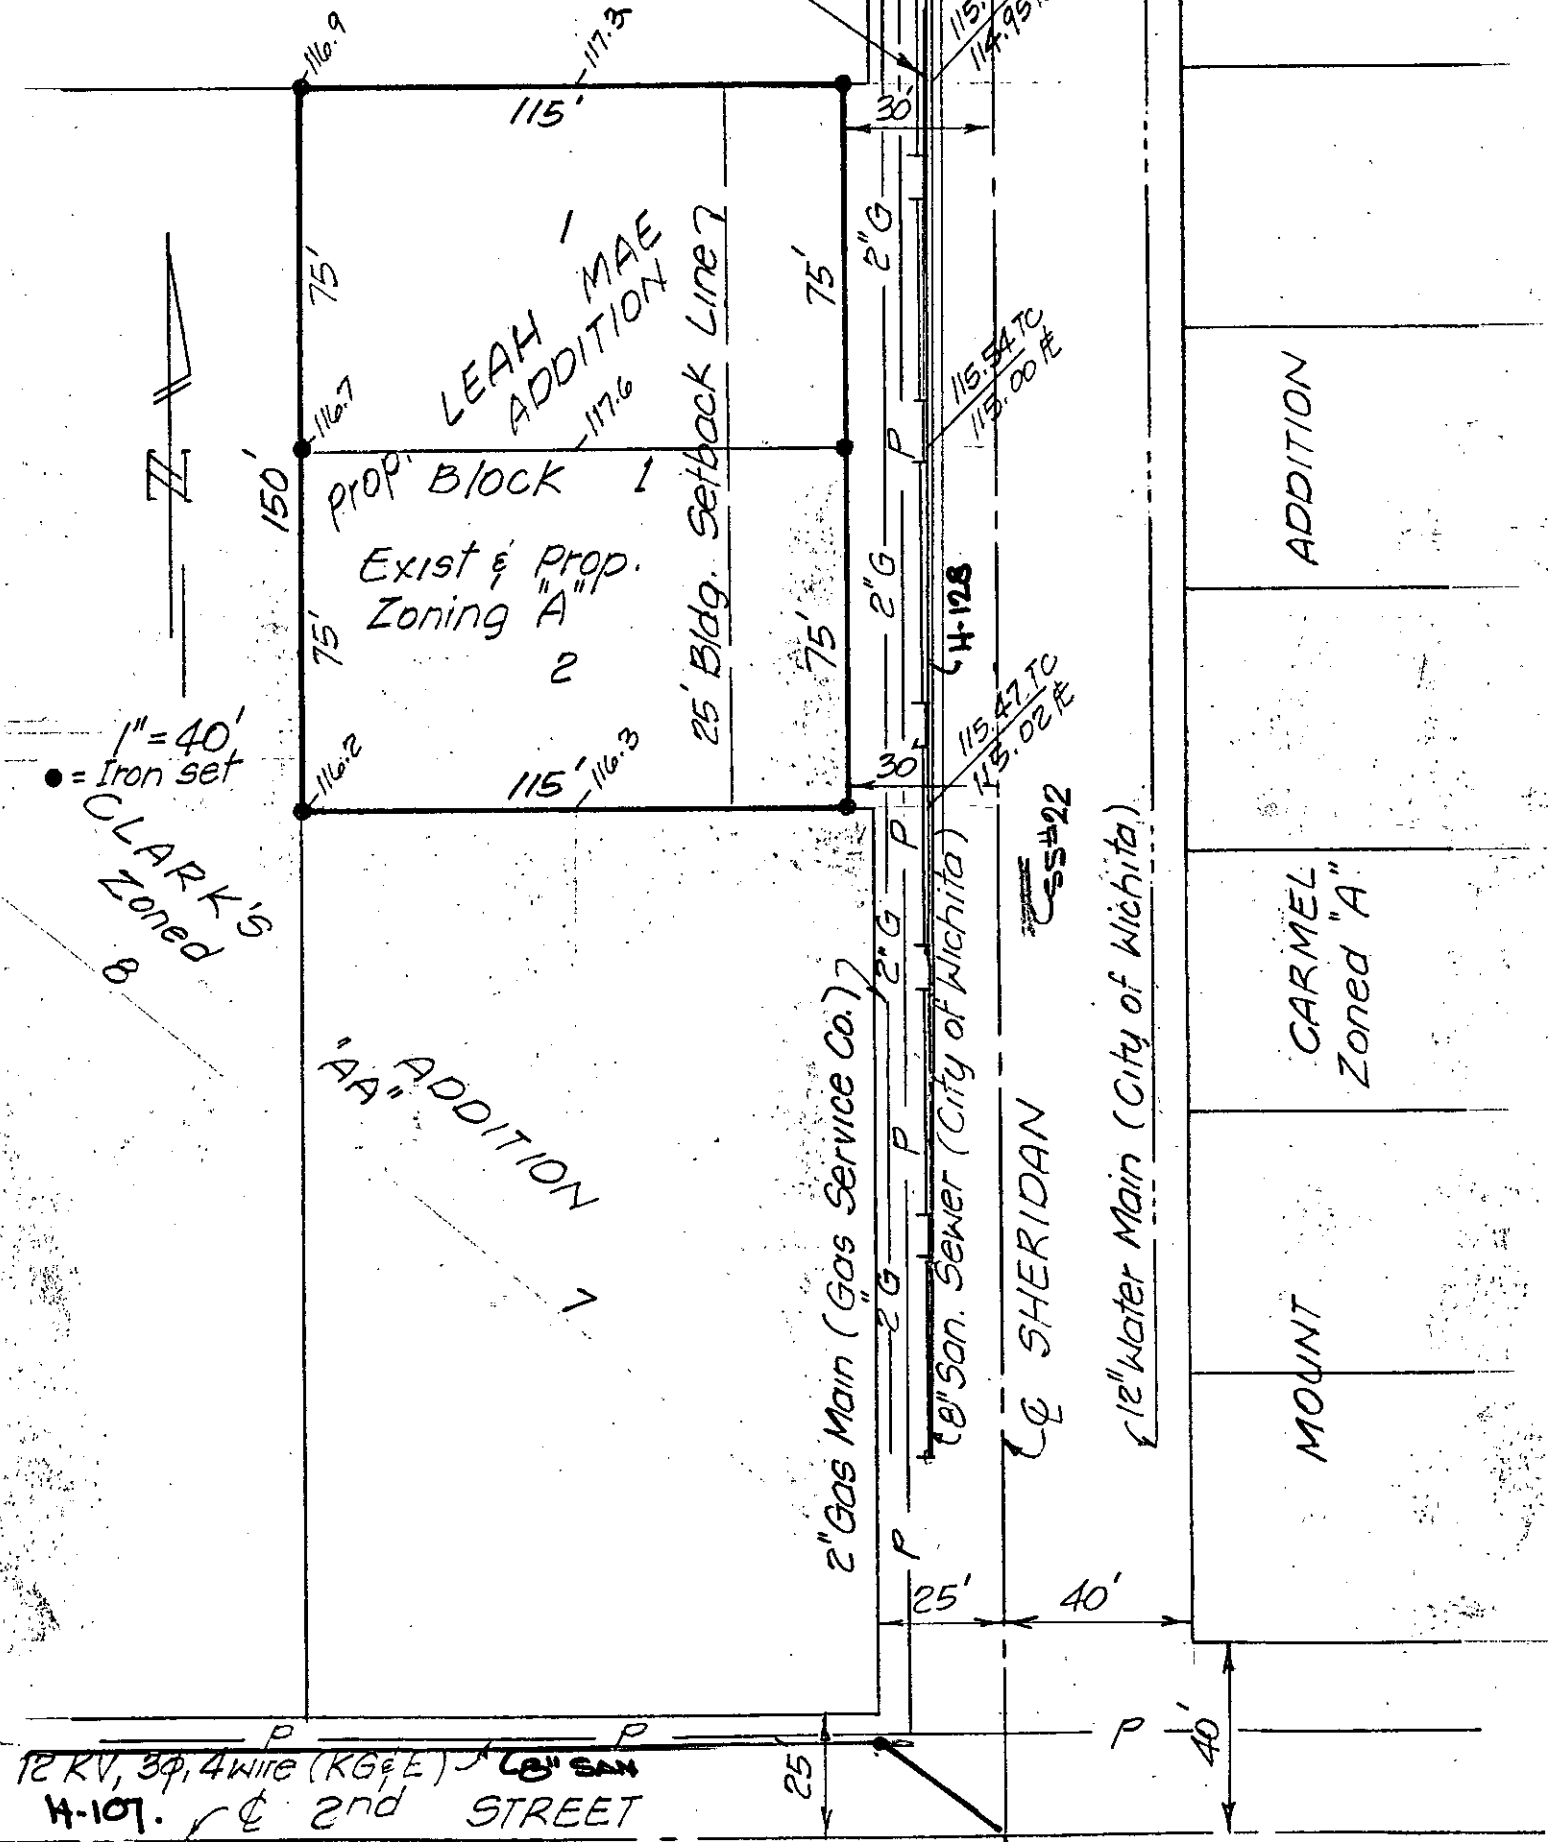 116.9
117.3
115.
114.95
115'
30'
1
LEAH MAE
ADDITION
75'
75'
2"G
25' Bldg. Setback Line
116.7
117.6
115.54 TC
115.00 ℄
P
150'
prop. Block 1
Exist & Prop.
Zoning "A"
2
75'
75'
2"G
H-128
115.47 TC
115.02 ℄
ADDITION
1"=40'
● = Iron set
116.2
115'
116.3
30'
P
SS#22
CLARK'S
Zoned
8
"AA"
ADDITION
7
2"G
2"Gas Main (Gas Service Co.)
P
2"G
8"San. Sewer (City of Wichita)
℄ SHERIDAN
12"Water Main (City of Wichita)
CARMEL
Zoned "A"
MOUNT
P
25'
40'
P
P
P
40'
25'
12 KV, 3φ, 4wire (KG&E)
8" SAN
H-107.
℄ 2nd STREET